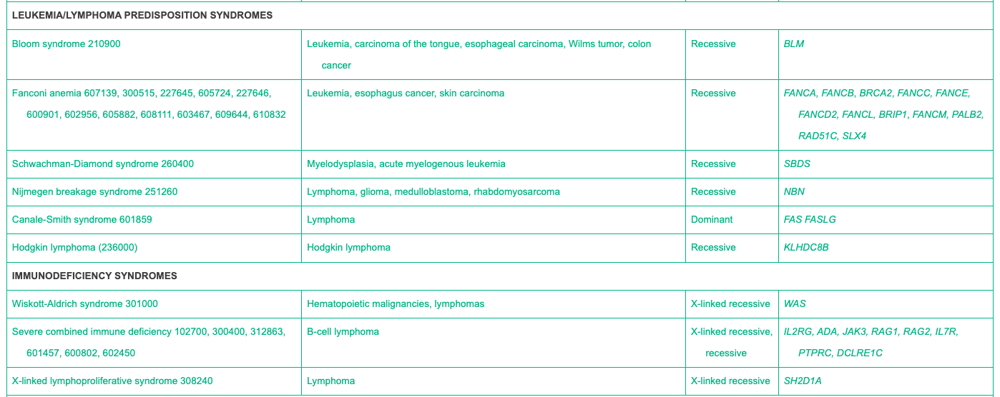 LEUKEMIA/LYMPHOMA PREDISPOSITION SYNDROMES
Bloom syndrome 210900
Leukemia, carcinoma of the tongue, esophageal carcinoma, Wilms tumor, colon
cancer
Recessive
BLM
Fanconi anemia 607139, 300515, 227645, 605724, 227646,
600901, 602956, 605882, 608111, 603467, 609644, 610832
Leukemia, esophagus cancer, skin carcinoma
Recessive
FANCA, FANCB, BRCA2, FANCC, FANCE,
FANCD2, FANCL, BRIP1, FANCM, PALB2,
RAD51C, SLX4
Schwachman-Diamond syndrome 260400
Myelodysplasia, acute myelogenous leukemia
Recessive
SBDS
Nijmegen breakage syndrome 251260
Lymphoma, glioma, medulloblastoma, rhabdomyosarcoma
Recessive
NBN
Canale-Smith syndrome 601859
Lymphoma
Dominant
FAS FASLG
Hodgkin lymphoma (236000)
Hodgkin lymphoma
Recessive
KLHDC8B
IMMUNODEFICIENCY SYNDROMES
Wiskott-Aldrich syndrome 301000
Hematopoietic malignancies, lymphomas
X-linked recessive
WAS
Severe combined immune deficiency 102700, 300400, 312863,
601457, 600802, 602450
B-cell lymphoma
X-linked recessive,
recessive
IL2RG, ADA, JAK3, RAG1, RAG2, IL7R,
PTPRC, DCLRE1C
X-linked lymphoproliferative syndrome 308240
Lymphoma
X-linked recessive
SH2D1A